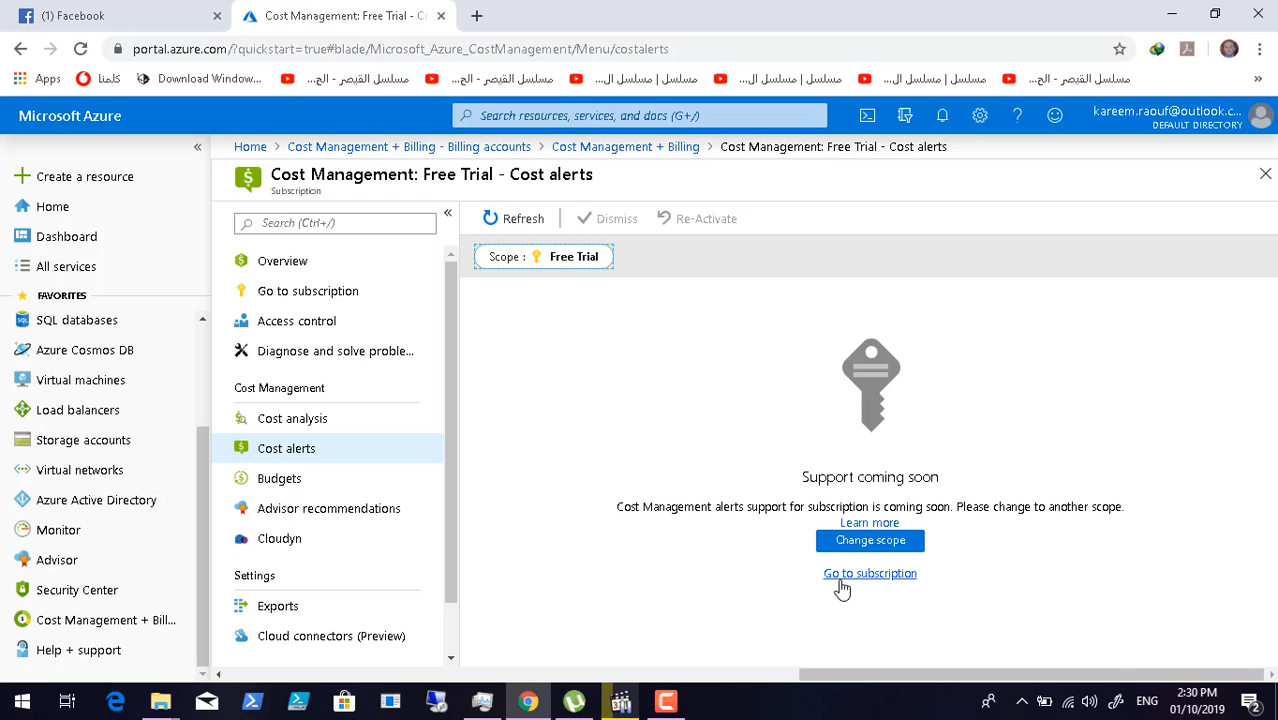 (1) Facebook
Cost Management: Free Trial - Co
portal.azure.com/?quickstart=true#blade/Microsoft_Azure_CostManagement/Menu/costalerts
Apps
كلمنا
Download Window...
مسلسل القيصر - الح...
مسلسل القيصر - الح...
مسلسل | مسلسل ال...
مسلسل | مسلسل ال...
مسلسل | مسلسل ال...
مسلسل القيصر - الح...
»
Microsoft Azure
Search resources, services, and docs (G+/)
kareem.raouf@outlook.c...
DEFAULT DIRECTORY
Create a resource
Home
Dashboard
All services
FAVORITES
SQL databases
Azure Cosmos DB
Virtual machines
Load balancers
Storage accounts
Virtual networks
Azure Active Directory
Monitor
Advisor
Security Center
Cost Management + Bill...
Help + support
Home > Cost Management + Billing - Billing accounts > Cost Management + Billing > Cost Management: Free Trial - Cost alerts
Cost Management: Free Trial - Cost alerts
Subscription
Search (Ctrl+/)
Overview
Go to subscription
Access control
Diagnose and solve proble...
Cost Management
Cost analysis
Cost alerts
Budgets
Advisor recommendations
Cloudyn
Settings
Exports
Cloud connectors (Preview)
Refresh Dismiss Re-Activate
Scope : Free Trial
Support coming soon
Cost Management alerts support for subscription is coming soon. Please change to another scope.
Learn more
Change scope
Go to subscription
ENG
2:30 PM
01/10/2019
2